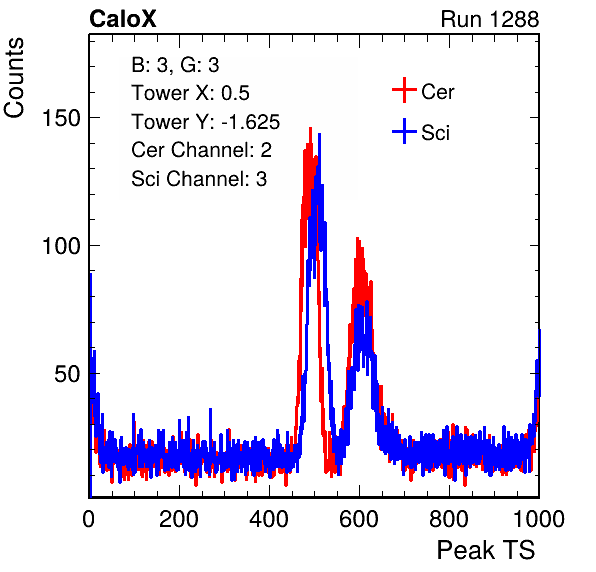 CaloX Run 1288
Counts
B: 3, G: 3
Tower X: 0.5
Tower Y: -1.625
Cer Channel: 2
Sci Channel: 3
Cer
Sci
150
100
50
0 200 400 600 800 1000
Peak TS